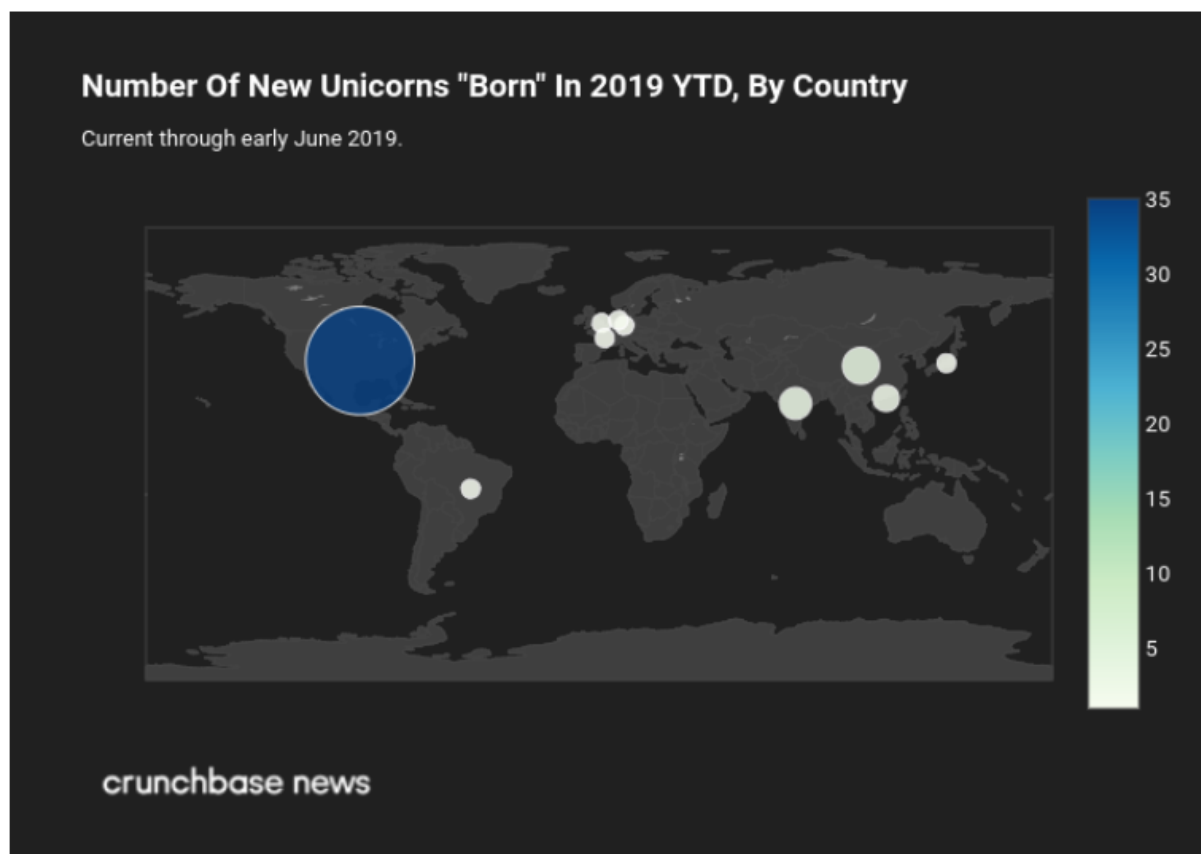 Number Of New Unicorns "Born" In 2019 YTD, By Country
Current through early June 2019.
35
30
25
20
15
10
5
crunchbase news